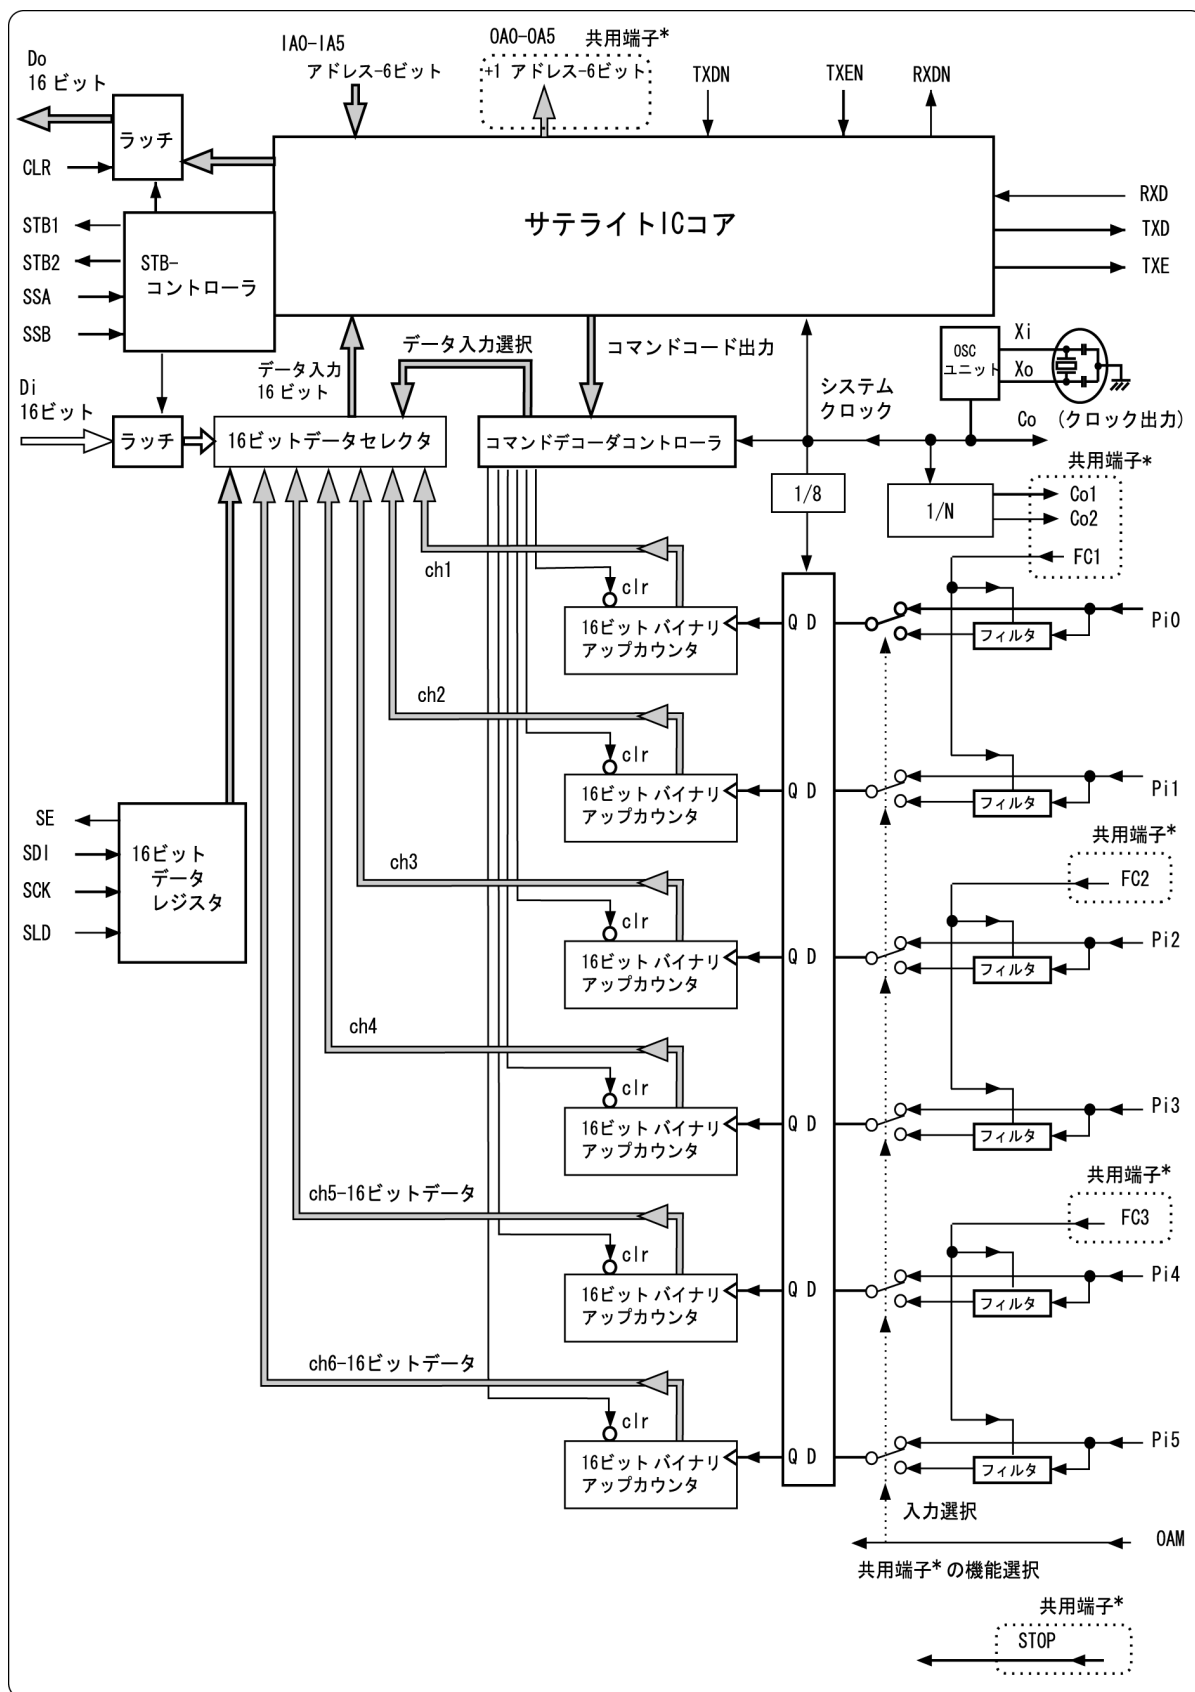 IA0-IA5
アドレス-6ビット
OA0-OA5
共用端子*
+1 アドレス-6ビット
TXDN
TXEN
RXDN
Do
16 ビット
ラッチ
CLR
STB1
STB2
SSA
SSB
STB-
コントローラ
サテライトICコア
RXD
TXD
TXE
データ入力
16 ビット
データ入力選択
コマンドコード出力
システム
クロック
OSC
ユニット
Xi
Xo
Co
(クロック出力)
Di
16ビット
ラッチ
16ビットデータセレクタ
コマンドデコーダコントローラ
1/8
1/N
共用端子*
Co1
Co2
FC1
ch1
clr
16ビット バイナリ
アップカウンタ
Q D
フィルタ
Pi0
ch2
clr
16ビット バイナリ
アップカウンタ
Q D
フィルタ
Pi1
SE
SDI
SCK
SLD
16ビット
データ
レジスタ
共用端子*
FC2
ch3
clr
16ビット バイナリ
アップカウンタ
Q D
フィルタ
Pi2
ch4
clr
16ビット バイナリ
アップカウンタ
Q D
フィルタ
Pi3
共用端子*
FC3
ch5-16ビットデータ
clr
16ビット バイナリ
アップカウンタ
Q D
フィルタ
Pi4
ch6-16ビットデータ
clr
16ビット バイナリ
アップカウンタ
Q D
フィルタ
Pi5
入力選択
OAM
共用端子* の機能選択
共用端子*
STOP